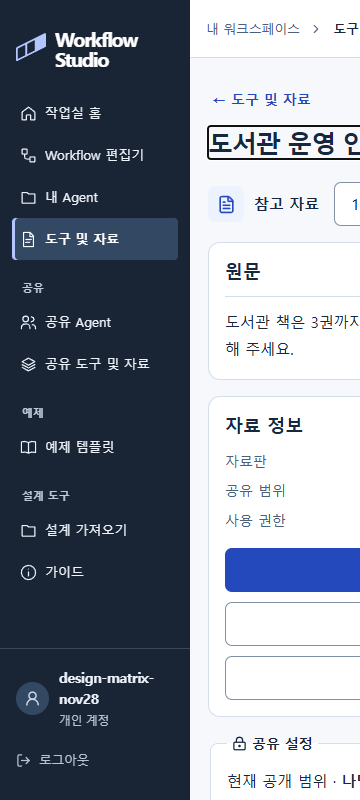 Workflow
Studio
작업실 홈
Workflow 편집기
내 Agent
도구 및 자료
공유
공유 Agent
공유 도구 및 자료
예제
예제 템플릿
설계 도구
설계 가져오기
가이드
design-matrix-
nov28
개인 계정
로그아웃
내 워크스페이스 > 도구
← 도구 및 자료
도서관 운영 인
참고 자료 1
원문
도서관 책은 3권까지
해 주세요.
자료 정보
자료판
공유 범위
사용 권한
공유 설정
현재 공개 범위 · 나